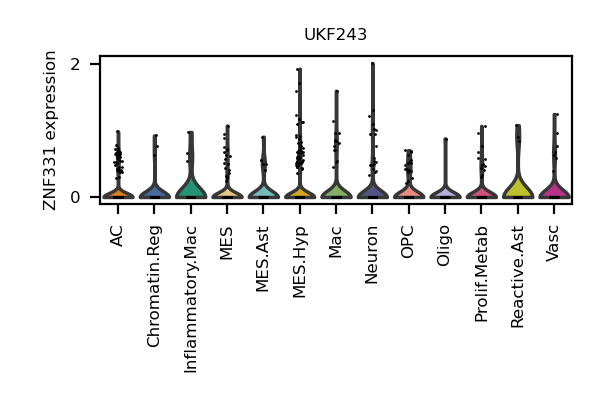 UKF243
ZNF331 expression
2
0
AC
Chromatin.Reg
Inflammatory.Mac
MES
MES.Ast
MES.Hyp
Mac
Neuron
OPC
Oligo
Prolif.Metab
Reactive.Ast
Vasc